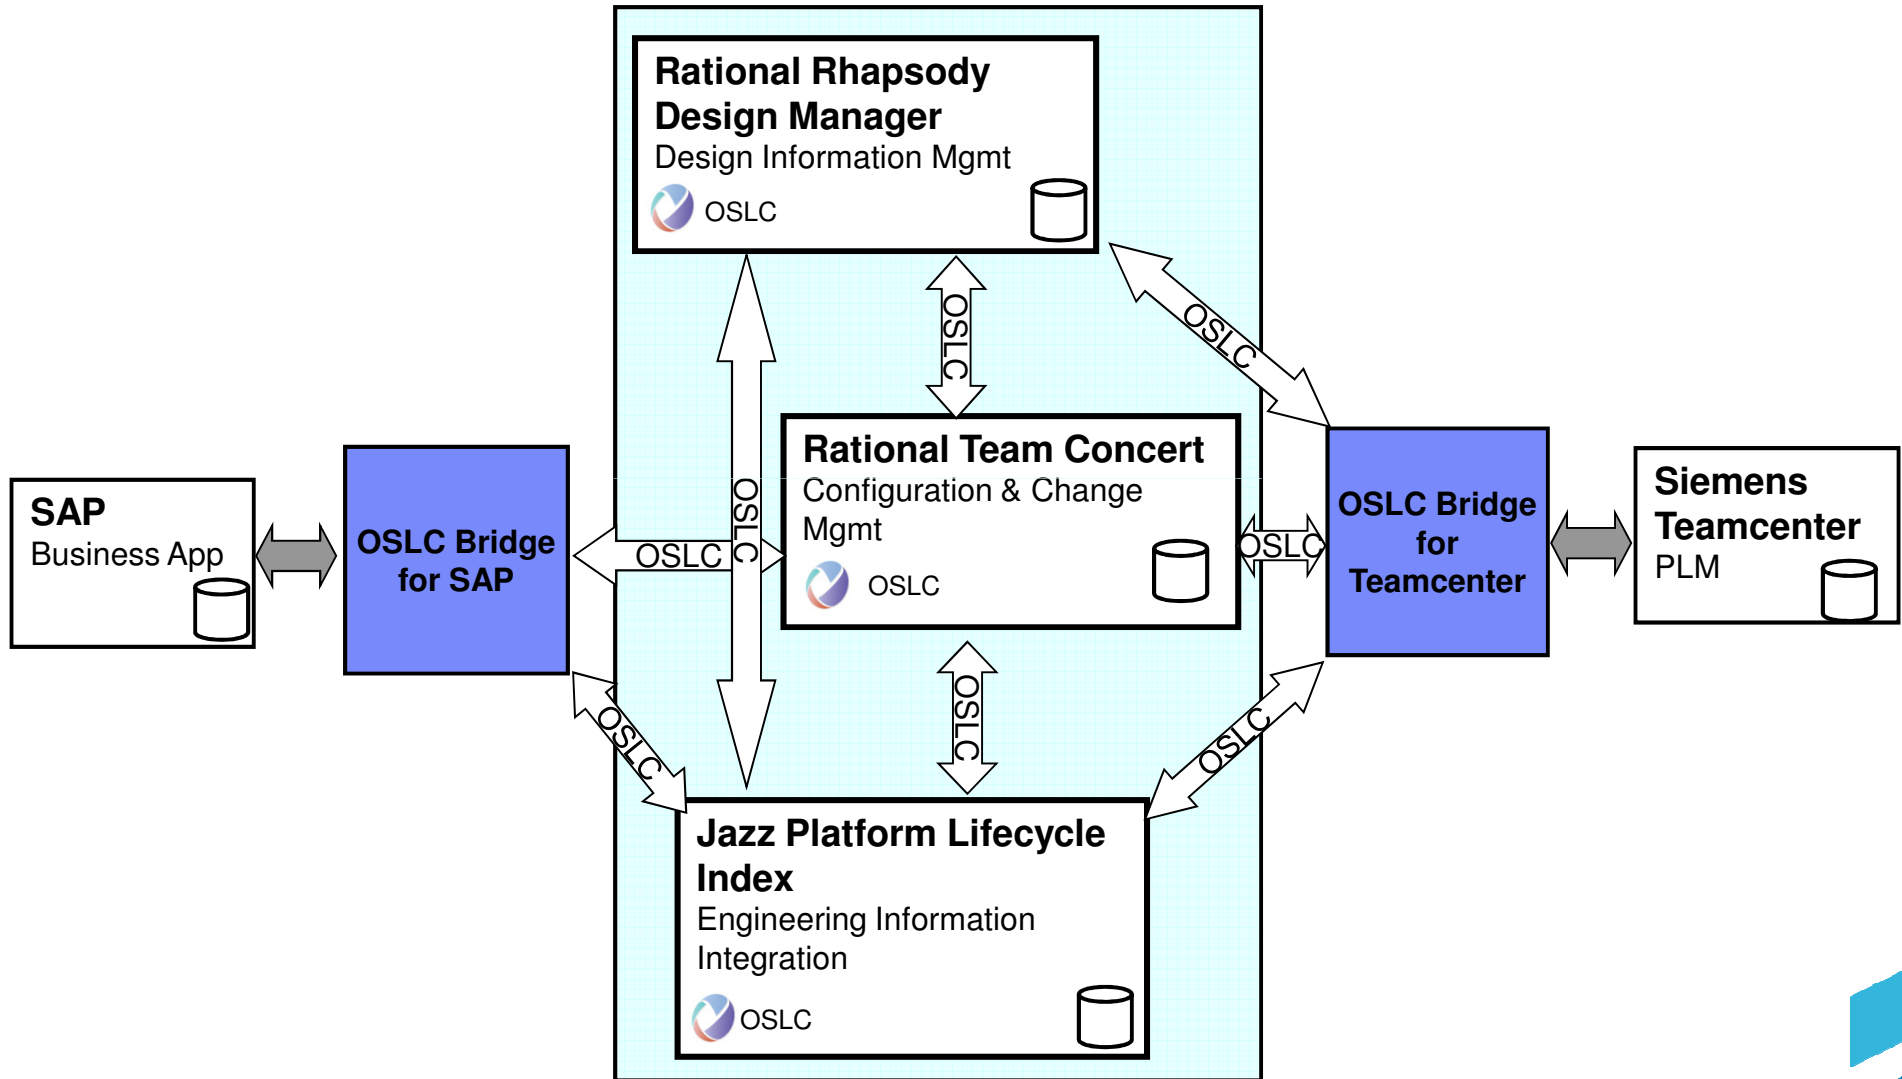 Rational Rhapsody
Design Manager
Design Information Mgmt
OSLC
OSLC
OSLC
OSLC
Rational Team Concert
Configuration & Change
Mgmt
OSLC
SAP
Business App
OSLC Bridge
for SAP
OSLC
OSLC
OSLC Bridge
for
Teamcenter
Siemens
Teamcenter
PLM
OSLC
OSLC
OSLC
Jazz Platform Lifecycle
Index
Engineering Information
Integration
OSLC